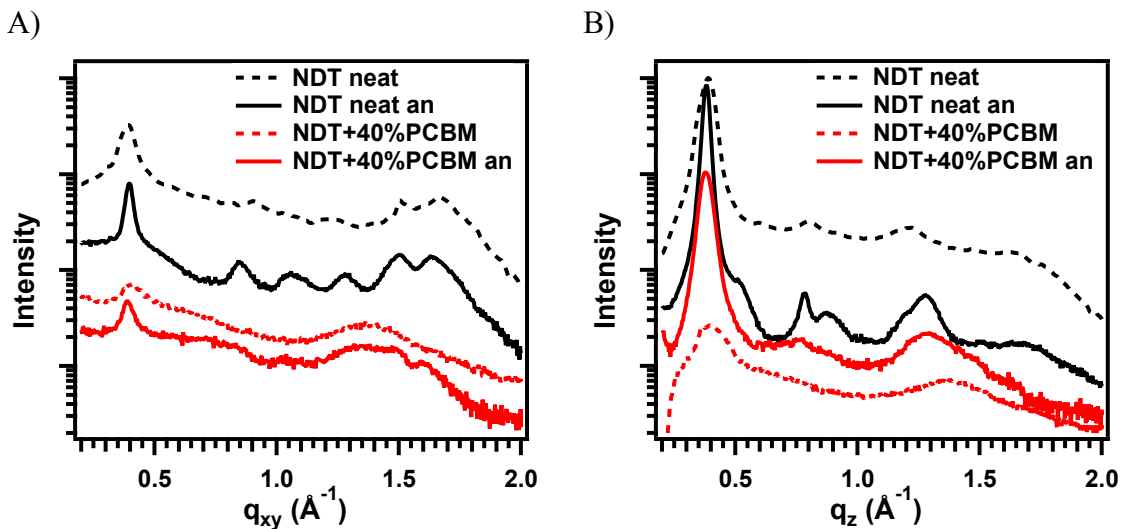 A)
NDT neat
NDT neat an
NDT+40%PCBM
NDT+40%PCBM an
Intensity
0.5 1.0 1.5 2.0
qxy (Å-1)
B)
NDT neat
NDT neat an
NDT+40%PCBM
NDT+40%PCBM an
Intensity
0.5 1.0 1.5 2.0
qz (Å-1)